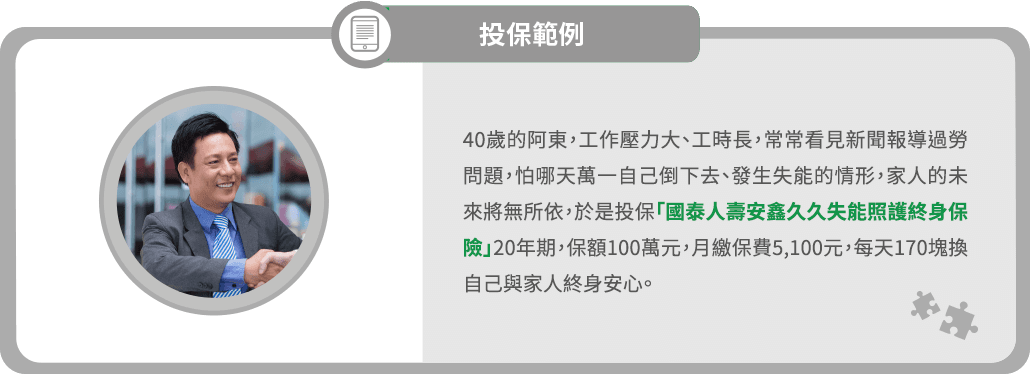 投保範例
40歲的阿東，工作壓力大、工時長，常常看見新聞報導過勞
問題，怕哪天萬一自己倒下去、發生失能的情形，家人的未
來將無所依，於是投保「國泰人壽安鑫久久失能照護終身保
險」20年期，保額100萬元，月繳保費5,100元，每天170塊換
自己與家人終身安心。